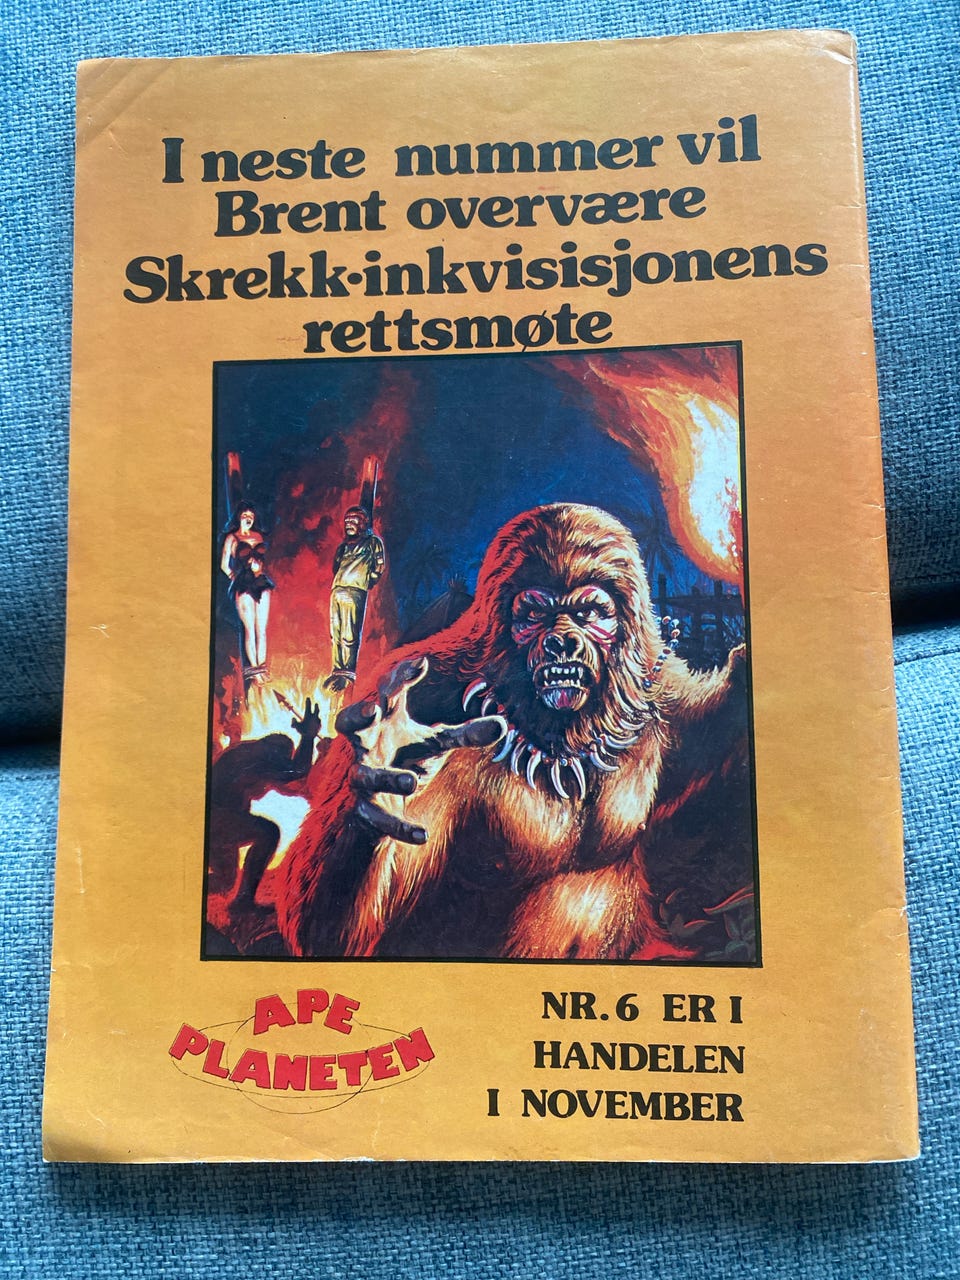 I neste nummer vil
Brent overvære
Skrekk-inkvisisjonens
rettsmøte
APE
PLANETEN
NR. 6 ER I
HANDELEN
I NOVEMBER